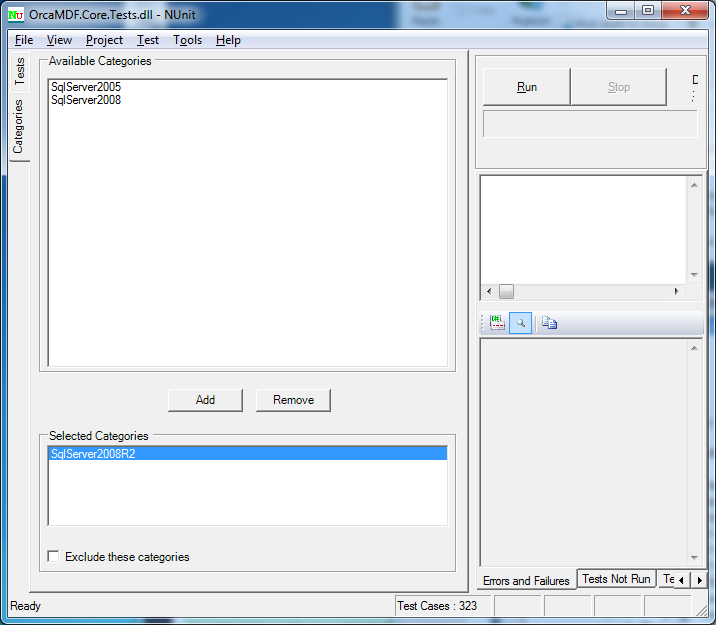 NU OrcaMDF.Core.Tests.dll - NUnit
File View Project Test Tools Help
Tests
Categories
Available Categories
SqlServer2005
SqlServer2008
Add Remove
Selected Categories
SqlServer2008R2
Exclude these categories
Run Stop
D
:
Errors and Failures Tests Not Run Te
Ready Test Cases : 323